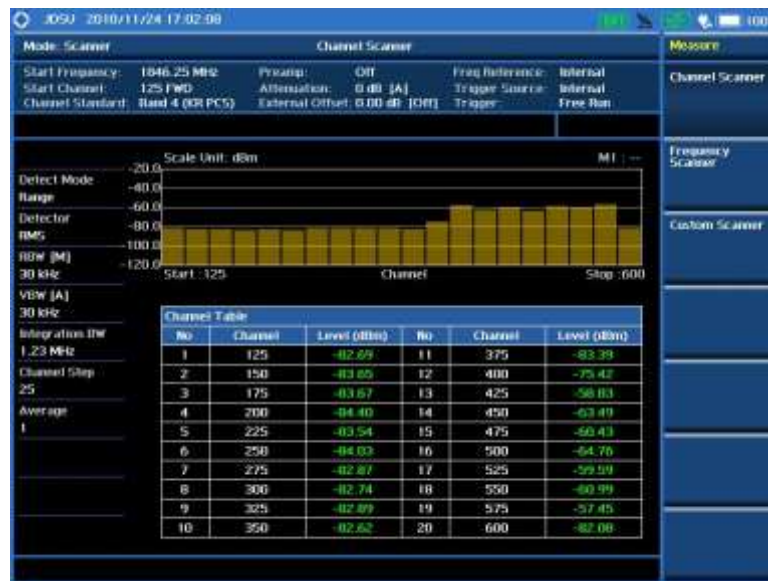 JDSU 2010/11/24 17:02:08
100
Mode: Scanner Channel Scanner
Start Frequency: 1846.25 MHz Preamp: Off Freq Reference: Internal
Start Channel: 125 FWD Attenuation: 0 dB [A] Trigger Source: Internal
Channel Standard: Band 4 (KR PCS) External Offset: 0.00 dB [Off] Trigger: Free Run
Scale Unit: dBm M1 : --
-20.0
-40.0
-60.0
-80.0
-100.0
-120.0
Start :125 Channel Stop :600
Detect Mode
Range
Detector
RMS
RBW [M]
30 kHz
VBW [A]
30 kHz
Integration BW
1.23 MHz
Channel Step
25
Average
1
Channel Table
No Channel Level (dBm) No Channel Level (dBm)
1 125 -82.69 11 375 -83.39
2 150 -83.65 12 400 -75.42
3 175 -83.67 13 425 -58.83
4 200 -84.40 14 450 -63.49
5 225 -83.54 15 475 -60.43
6 250 -84.03 16 500 -64.76
7 275 -82.87 17 525 -59.59
8 300 -82.74 18 550 -60.99
9 325 -82.89 19 575 -57.45
10 350 -82.62 20 600 -82.08
Measure
Channel Scanner
Frequency
Scanner
Custom Scanner